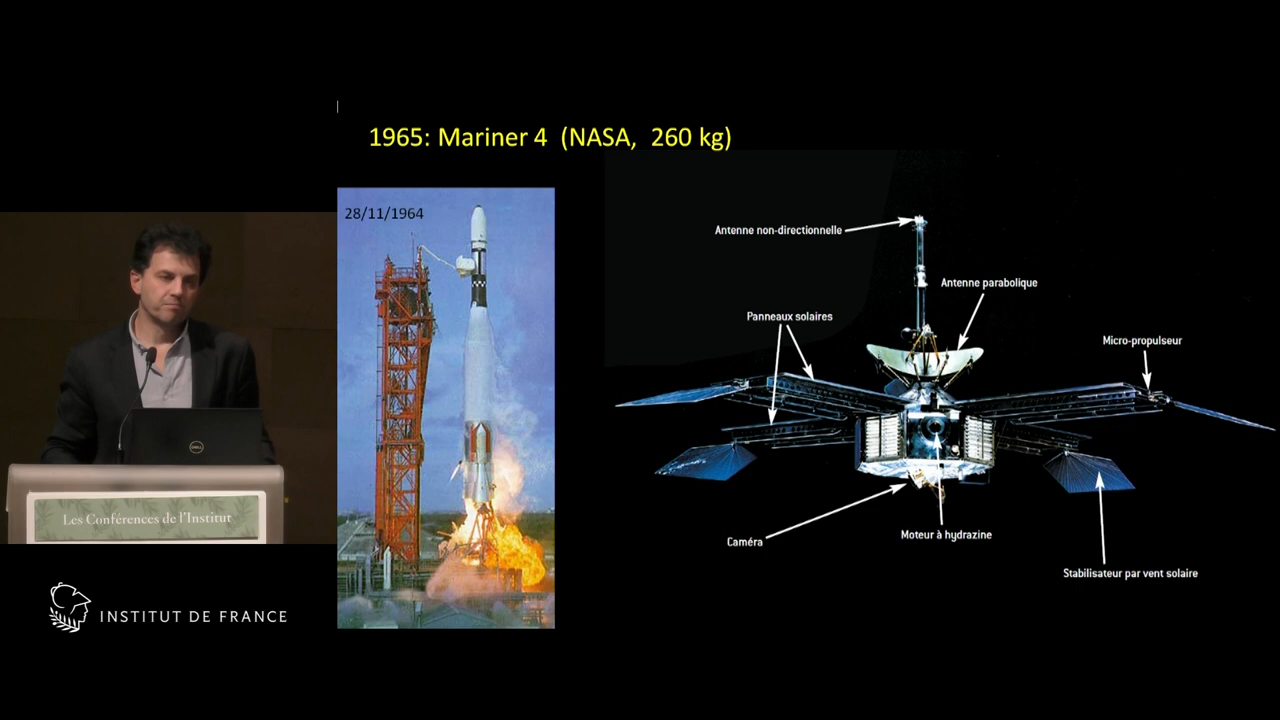 1965: Mariner 4 (NASA, 260 kg)
28/11/1964
Antenne non-directionnelle
Antenne parabolique
Panneaux solaires
Micro-propulseur
Caméra
Moteur à hydrazine
Stabilisateur par vent solaire
DELL
Les Conférences de l'Institut
INSTITUT DE FRANCE